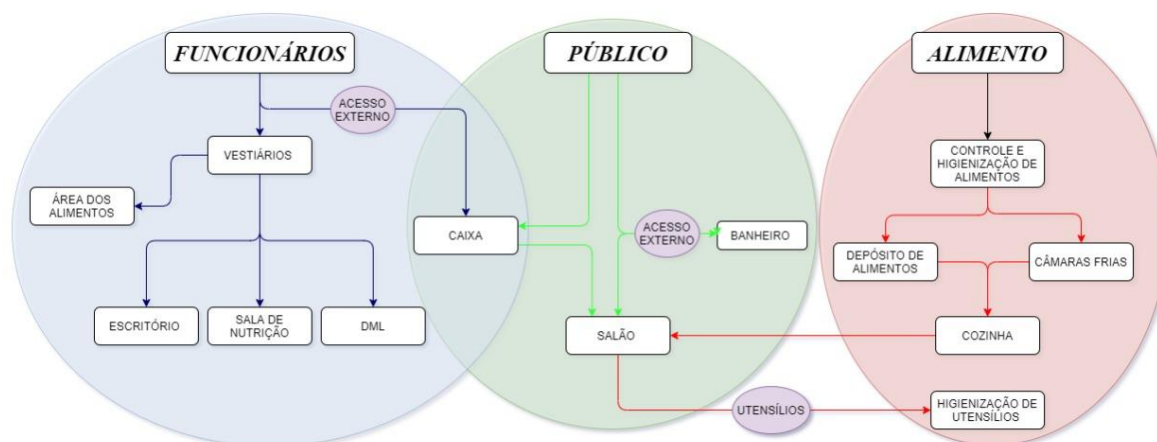 FUNCIONÁRIOS
PÚBLICO
ALIMENTO
ACESSO
EXTERNO
VESTIÁRIOS
CONTROLE E
HIGIENIZAÇÃO DE
ALIMENTOS
ÁREA DOS
ALIMENTOS
CAIXA
ACESSO
EXTERNO
BANHEIRO
DEPÓSITO DE
ALIMENTOS
CÂMARAS FRIAS
ESCRITÓRIO
SALA DE
NUTRIÇÃO
DML
SALÃO
COZINHA
UTENSÍLIOS
HIGIENIZAÇÃO DE
UTENSÍLIOS